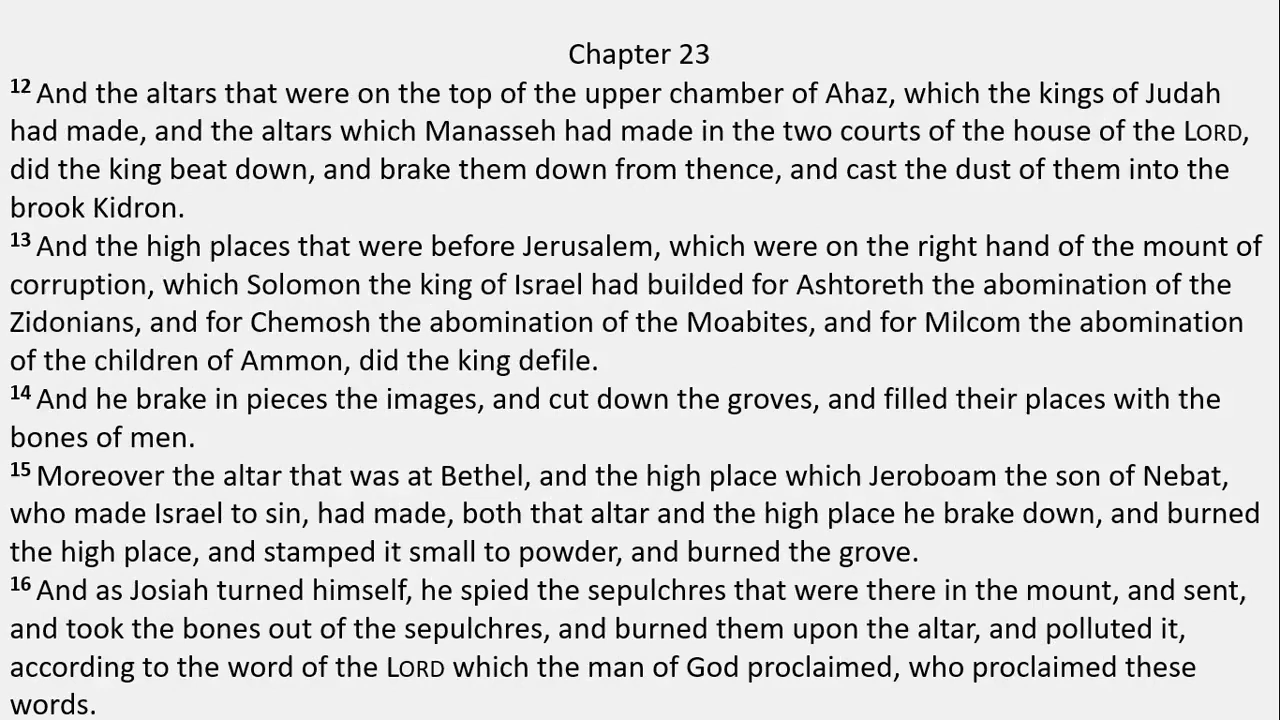 Chapter 23
12 And the altars that were on the top of the upper chamber of Ahaz, which the kings of Judah
had made, and the altars which Manasseh had made in the two courts of the house of the LORD,
did the king beat down, and brake them down from thence, and cast the dust of them into the
brook Kidron.
13 And the high places that were before Jerusalem, which were on the right hand of the mount of
corruption, which Solomon the king of Israel had builded for Ashtoreth the abomination of the
Zidonians, and for Chemosh the abomination of the Moabites, and for Milcom the abomination
of the children of Ammon, did the king defile.
14 And he brake in pieces the images, and cut down the groves, and filled their places with the
bones of men.
15 Moreover the altar that was at Bethel, and the high place which Jeroboam the son of Nebat,
who made Israel to sin, had made, both that altar and the high place he brake down, and burned
the high place, and stamped it small to powder, and burned the grove.
16 And as Josiah turned himself, he spied the sepulchres that were there in the mount, and sent,
and took the bones out of the sepulchres, and burned them upon the altar, and polluted it,
according to the word of the LORD which the man of God proclaimed, who proclaimed these
words.